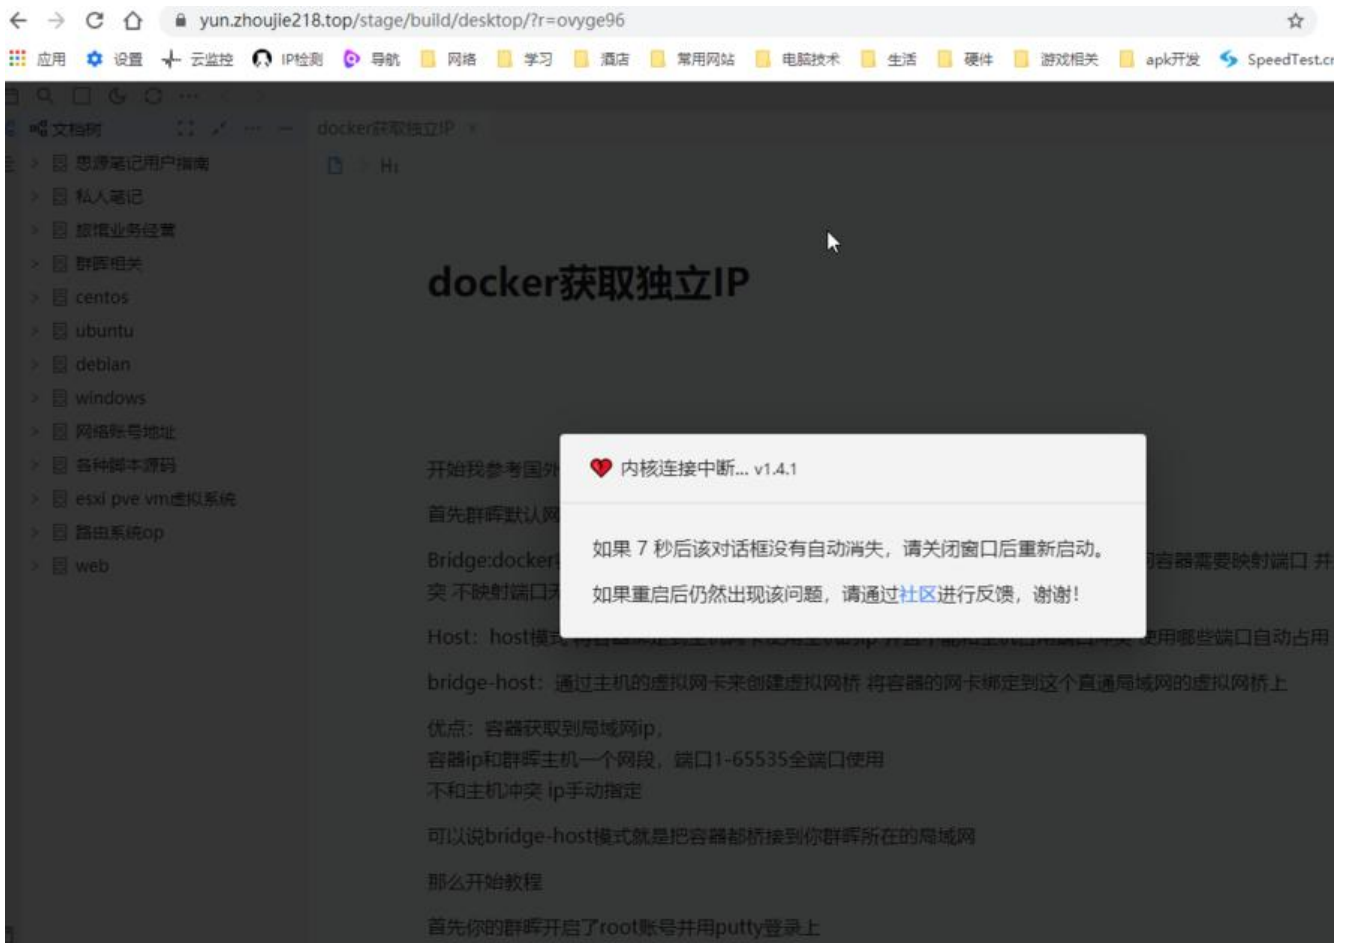 yun.zhoujie218.top/stage/build/desktop/?r=ovyge96
应用 设置 云监控 IP检测 导航 网络 学习 酒店 常用网站 电脑技术 生活 硬件 游戏相关 apk开发 SpeedTest.cn
文档树
docker获取独立IP ×
思源笔记用户指南
H1
私人笔记
旅馆业务经营
群晖相关
centos
ubuntu
debian
windows
网络账号地址
各种脚本源码
esxi pve vm虚拟系统
路由系统op
web
docker获取独立IP
开始我参考国外
首先群晖默认网
Bridge:docker
容器需要映射端口 并
突 不映射端口
Host：host模式
使用哪些端口自动占用
bridge-host：通过主机的虚拟网卡来创建虚拟网桥 将容器的网卡绑定到这个直通局域网的虚拟网桥上
优点：容器获取到局域网ip,
容器ip和群晖主机一个网段，端口1-65535全端口使用
不和主机冲突 ip手动指定
可以说bridge-host模式就是把容器都桥接到你群晖所在的局域网
那么开始教程
首先你的群晖开启了root账号并用putty登录上
内核连接中断... v1.4.1
如果 7 秒后该对话框没有自动消失，请关闭窗口后重新启动。
如果重启后仍然出现该问题，请通过社区进行反馈，谢谢！